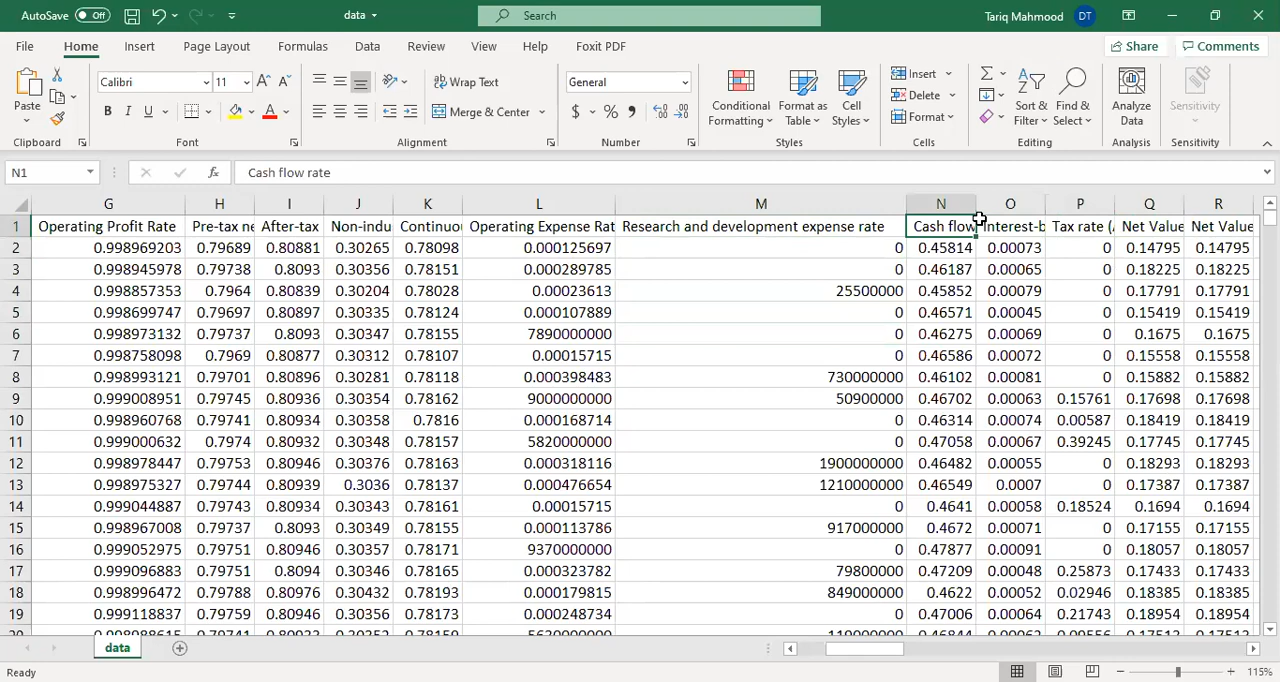 AutoSave Off data Search Tariq Mahmood DT
File Home Insert Page Layout Formulas Data Review View Help Foxit PDF Share Comments
Paste Calibri 11 A A B I U A Wrap Text Merge & Center General $ % , Conditional Formatting Format as Table Cell Styles Insert Delete Format Sort & Filter Find & Select Analyze Data Sensitivity
Clipboard Font Alignment Number Styles Cells Editing Analysis Sensitivity
N1 fx Cash flow rate
G H I J K L M N O P Q R
1 Operating Profit Rate Pre-tax ne After-tax Non-indu Continuou Operating Expense Rat Research and development expense rate Cash flow Interest-b Tax rate (A Net Value Net Value
2 0.998969203 0.79689 0.80881 0.30265 0.78098 0.000125697 0 0.45814 0.00073 0 0.14795 0.14795
3 0.998945978 0.79738 0.8093 0.30356 0.78151 0.000289785 0 0.46187 0.00065 0 0.18225 0.18225
4 0.998857353 0.7964 0.80839 0.30204 0.78028 0.00023613 25500000 0.45852 0.00079 0 0.17791 0.17791
5 0.998699747 0.79697 0.80897 0.30335 0.78124 0.000107889 0 0.46571 0.00045 0 0.15419 0.15419
6 0.998973132 0.79737 0.8093 0.30347 0.78155 7890000000 0 0.46275 0.00069 0 0.1675 0.1675
7 0.998758098 0.7969 0.80877 0.30312 0.78107 0.00015715 0 0.46586 0.00072 0 0.15558 0.15558
8 0.998993121 0.79701 0.80896 0.30281 0.78118 0.000398483 730000000 0.46102 0.00081 0 0.15882 0.15882
9 0.999008951 0.79745 0.80936 0.30354 0.78162 9000000000 50900000 0.46702 0.00063 0.15761 0.17698 0.17698
10 0.998960768 0.79741 0.80934 0.30358 0.7816 0.000168714 0 0.46314 0.00074 0.00587 0.18419 0.18419
11 0.999000632 0.7974 0.80932 0.30348 0.78157 5820000000 0 0.47058 0.00067 0.39245 0.17745 0.17745
12 0.998978447 0.79753 0.80946 0.30376 0.78163 0.000318116 1900000000 0.46482 0.00055 0 0.18293 0.18293
13 0.998975327 0.79744 0.80939 0.3036 0.78137 0.000476654 1210000000 0.46549 0.0007 0 0.17387 0.17387
14 0.999044887 0.79743 0.80934 0.30343 0.78161 0.00015715 0 0.4641 0.00058 0.18524 0.1694 0.1694
15 0.998967008 0.79737 0.8093 0.30349 0.78155 0.000113786 917000000 0.4672 0.00071 0 0.17155 0.17155
16 0.999052975 0.79751 0.80946 0.30357 0.78171 9370000000 0 0.47877 0.00091 0 0.18057 0.18057
17 0.999096883 0.79751 0.8094 0.30346 0.78165 0.000323782 79800000 0.47209 0.00048 0.25873 0.17433 0.17433
18 0.998996472 0.79788 0.80976 0.30432 0.78193 0.000179815 849000000 0.4622 0.00052 0.02946 0.18385 0.18385
19 0.999118837 0.79759 0.80946 0.30356 0.78173 0.000248734 0 0.47006 0.00064 0.21743 0.18954 0.18954
data
Ready 115%